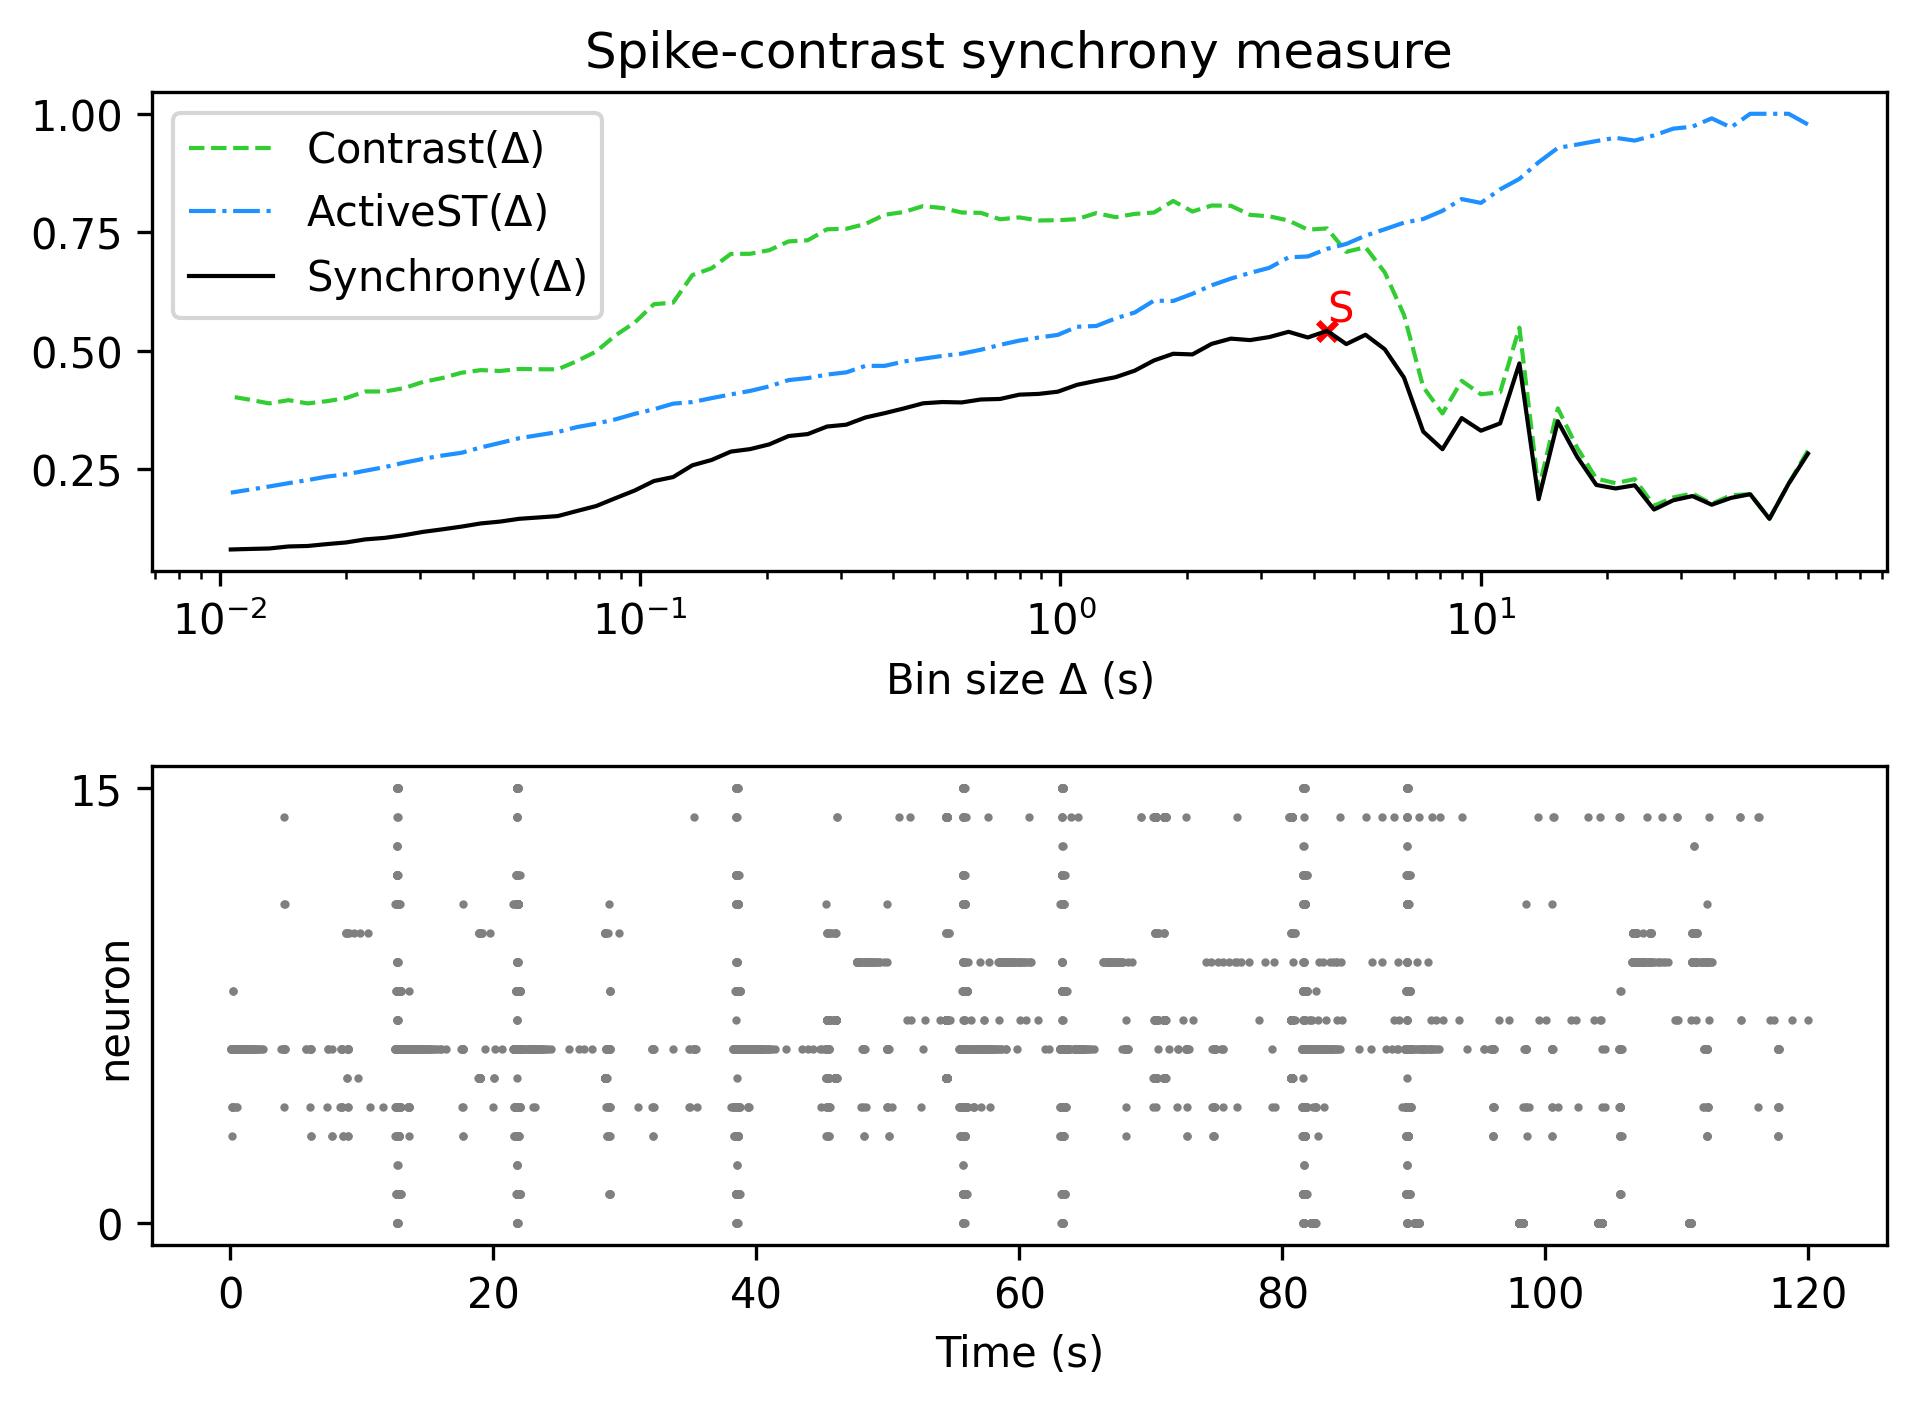 Spike-contrast synchrony measure
1.00
0.75
0.50
0.25
Contrast(Δ)
ActiveST(Δ)
Synchrony(Δ)
S
10⁻² 10⁻¹ 10⁰ 10¹
Bin size Δ (s)
15
0
neuron
0 20 40 60 80 100 120
Time (s)